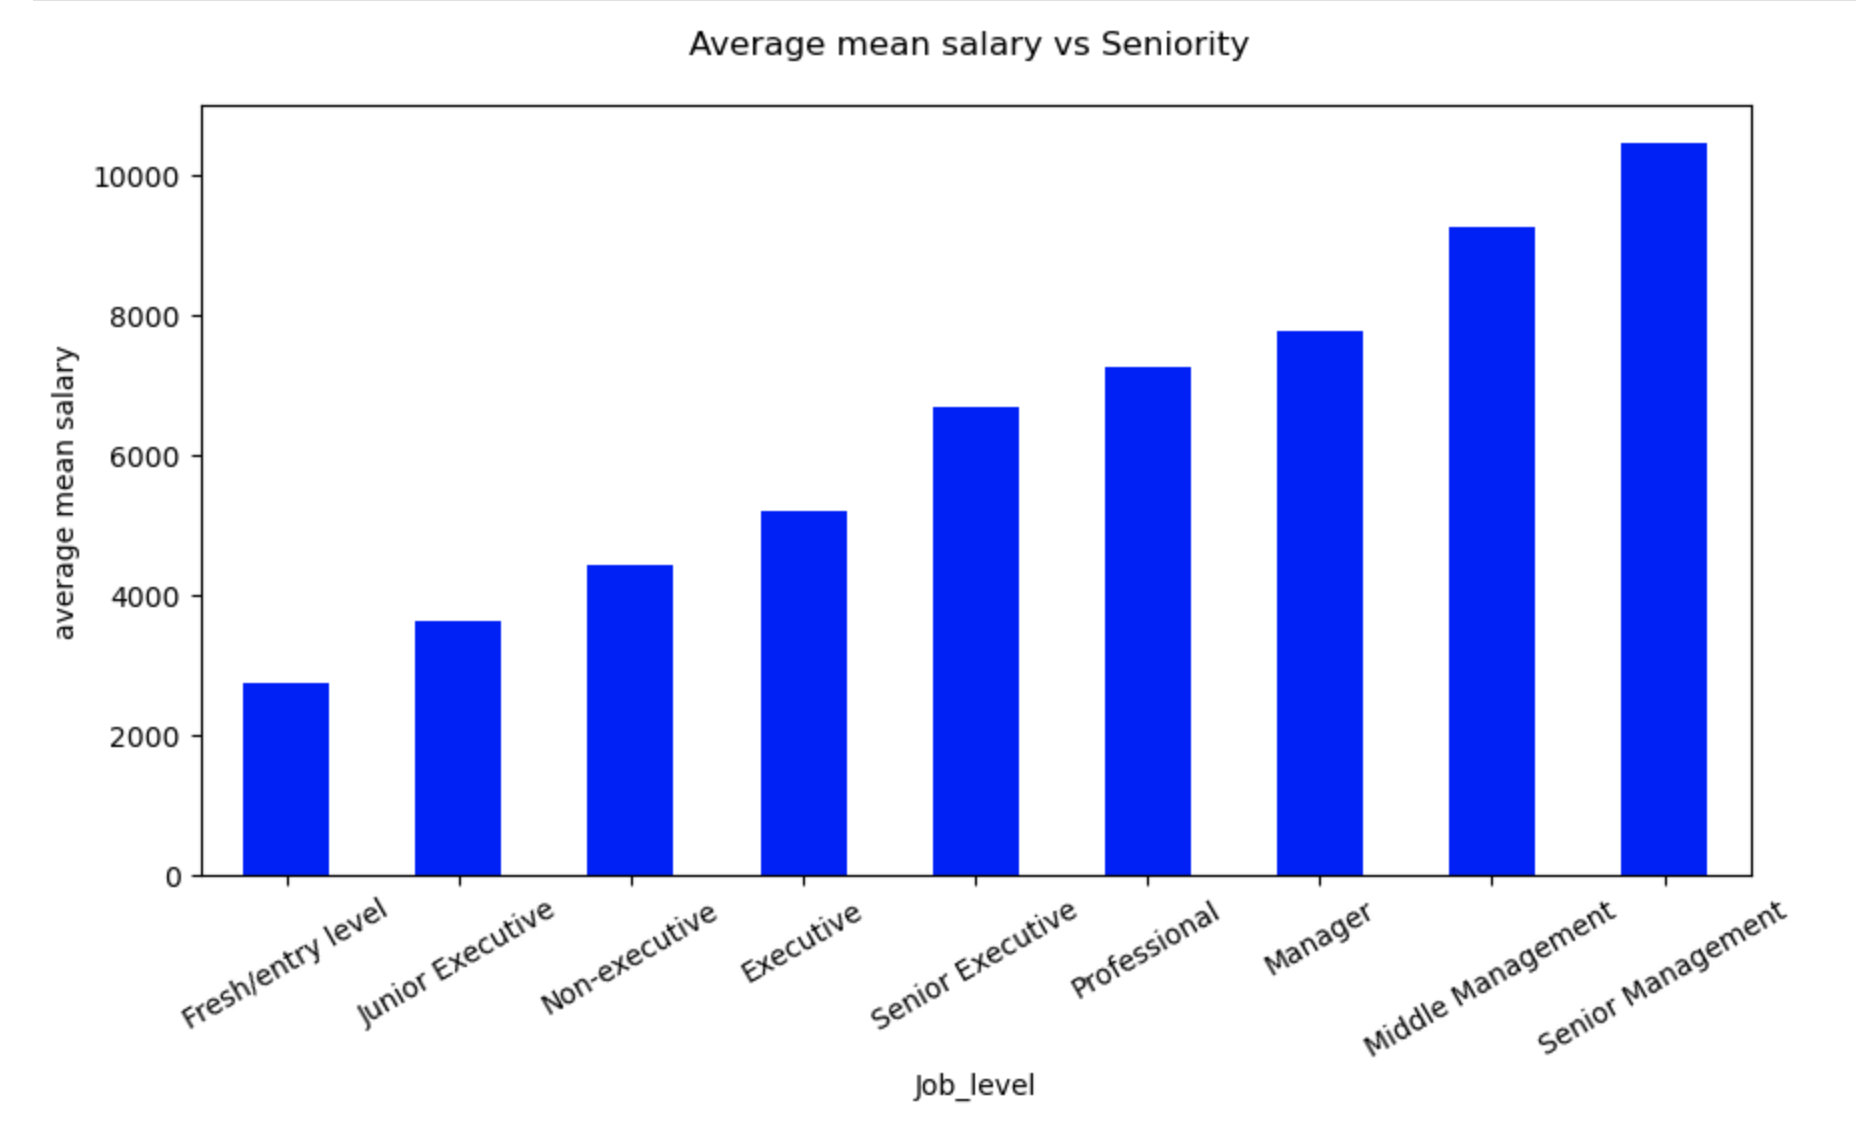 Average mean salary vs Seniority
10000
8000
6000
4000
2000
0
average mean salary
Fresh/entry level
Junior Executive
Non-executive
Executive
Senior Executive
Professional
Manager
Middle Management
Senior Management
Job_level